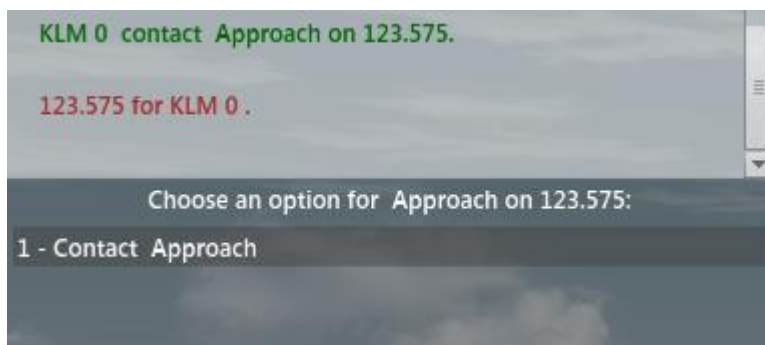 KLM 0 contact Approach on 123.575.
123.575 for KLM 0 .
Choose an option for Approach on 123.575:
1 - Contact Approach